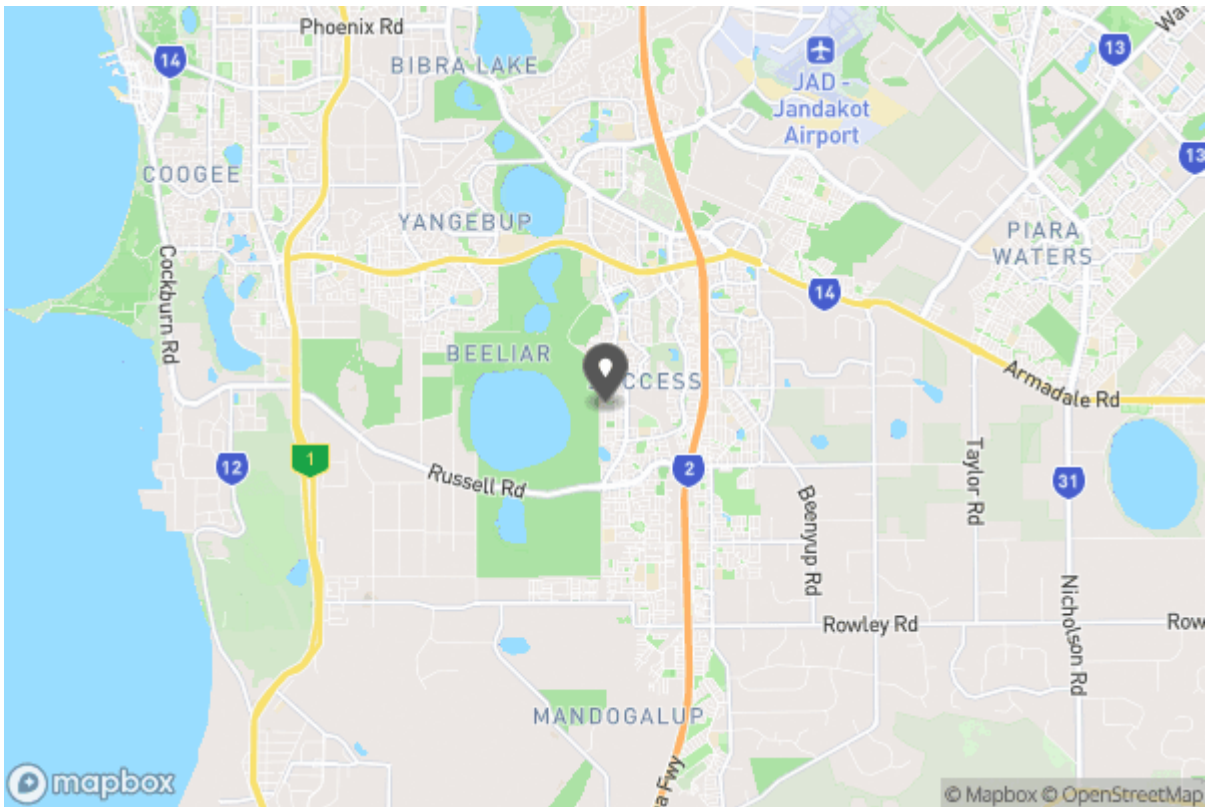 Phoenix Rd
14
BIBRA LAKE
JAD -
Jandakot
Airport
13
War
13
COOGEE
YANGEBUP
PIARA
WATERS
Cockburn Rd
14
BEELIAR
CCESS
Armadale Rd
1
12
Russell Rd
2
Taylor Rd
31
Beenyup Rd
Nicholson Rd
Rowley Rd
Row
MANDOGALUP
a Fwy
mapbox
© Mapbox © OpenStreetMap